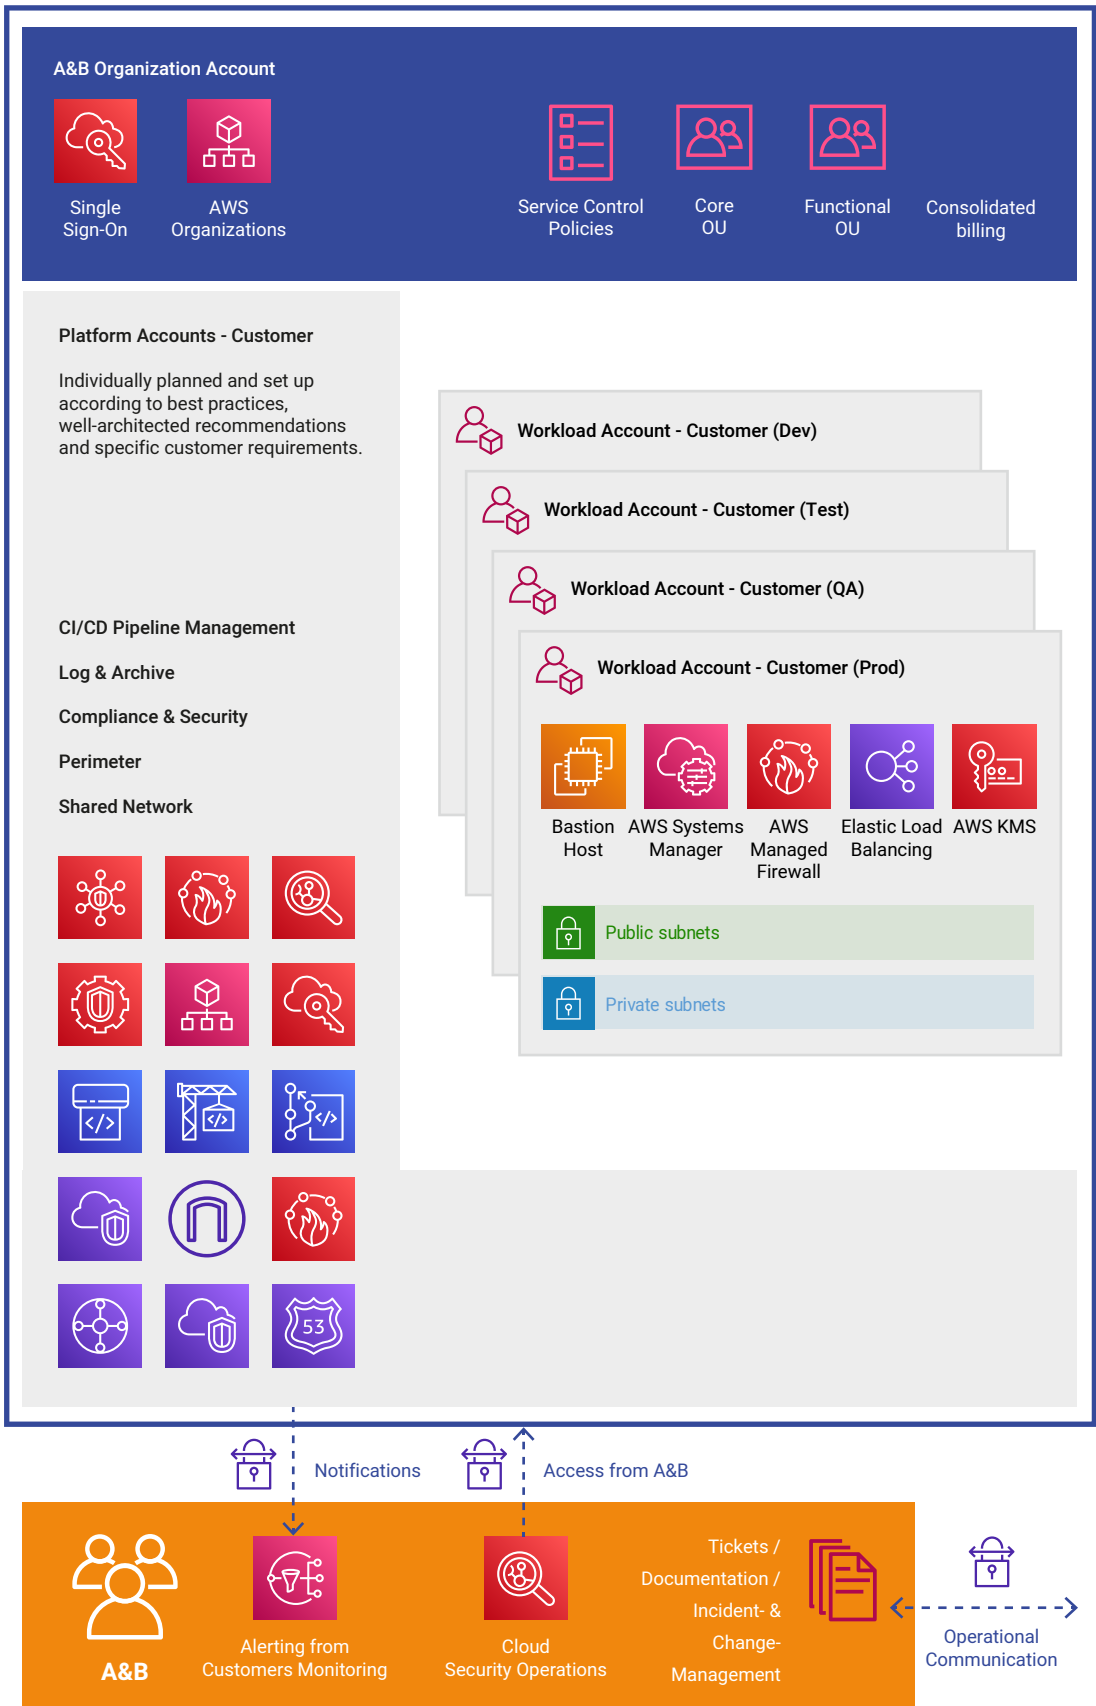 A&B Organization Account
Single
Sign-On
AWS
Organizations
Service Control
Policies
Core
OU
Functional
OU
Consolidated
billing
Platform Accounts - Customer
Individually planned and set up
according to best practices,
well-architected recommendations
and specific customer requirements.
CI/CD Pipeline Management
Log & Archive
Compliance & Security
Perimeter
Shared Network
Workload Account - Customer (Dev)
Workload Account - Customer (Test)
Workload Account - Customer (QA)
Workload Account - Customer (Prod)
Bastion
Host
AWS Systems
Manager
AWS
Managed
Firewall
Elastic Load
Balancing
AWS KMS
Public subnets
Private subnets
</>
</>
</>
53
Notifications
Access from A&B
A&B
Alerting from
Customers Monitoring
Cloud
Security Operations
Tickets /
Documentation /
Incident- &
Change-
Management
Operational
Communication